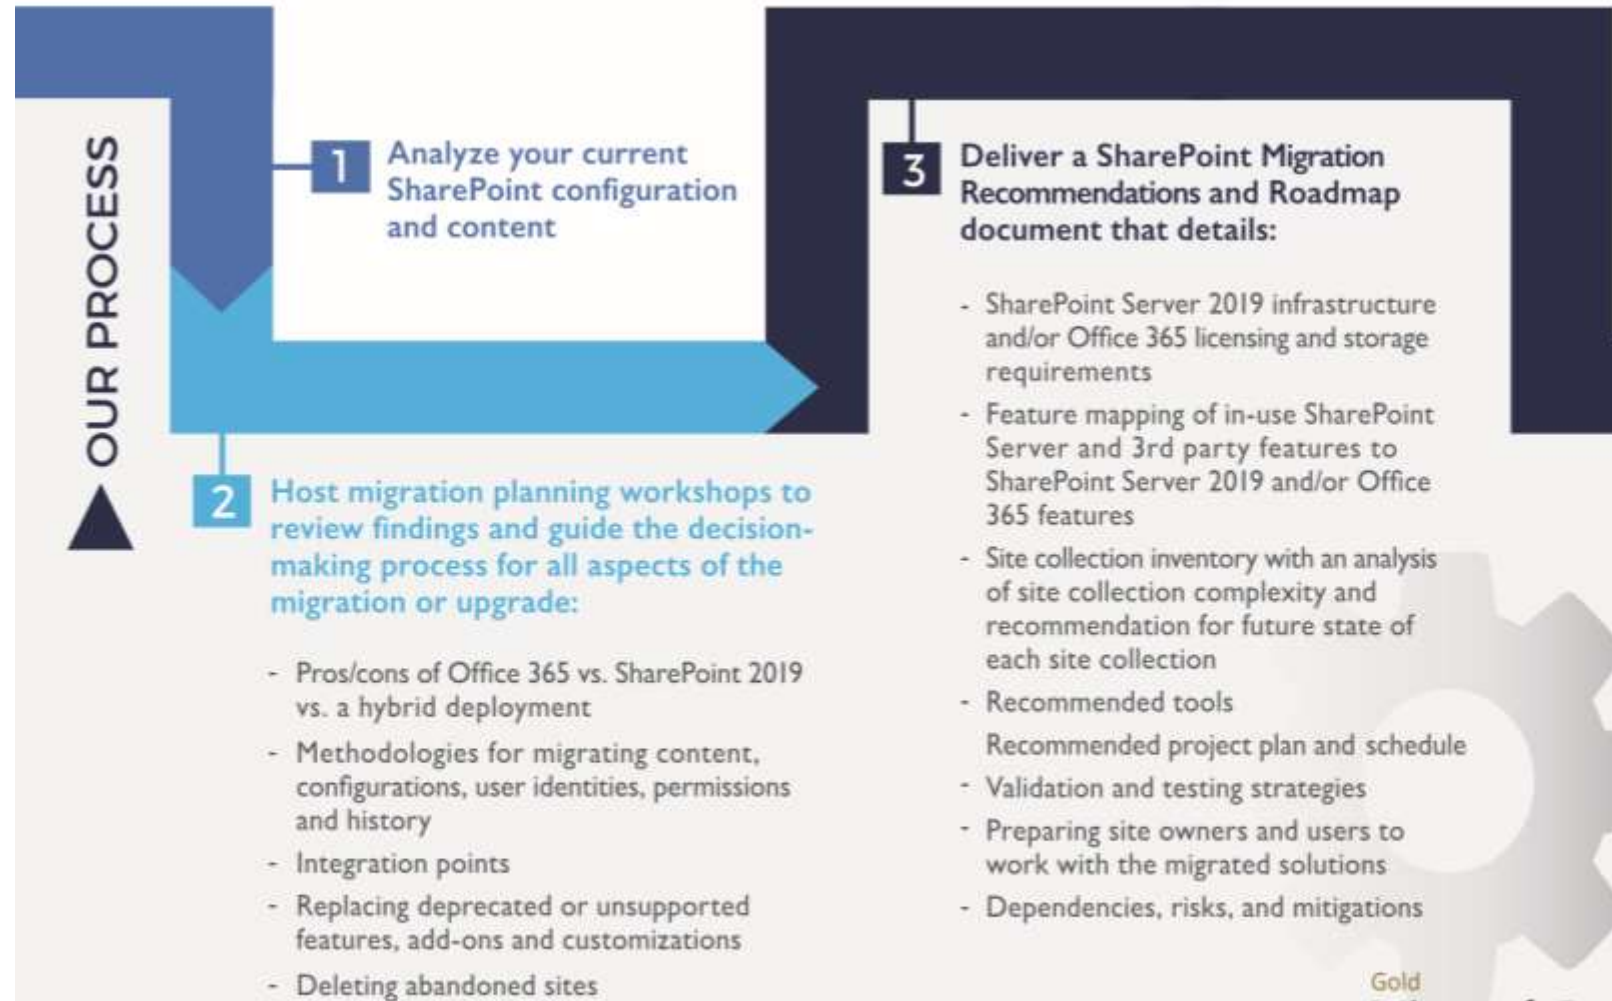 OUR PROCESS
1
Analyze your current
SharePoint configuration
and content
2
Host migration planning workshops to
review findings and guide the decision-
making process for all aspects of the
migration or upgrade:
- Pros/cons of Office 365 vs. SharePoint 2019
vs. a hybrid deployment
- Methodologies for migrating content,
configurations, user identities, permissions
and history
- Integration points
- Replacing deprecated or unsupported
features, add-ons and customizations
- Deleting abandoned sites
3
Deliver a SharePoint Migration
Recommendations and Roadmap
document that details:
- SharePoint Server 2019 infrastructure
and/or Office 365 licensing and storage
requirements
- Feature mapping of in-use SharePoint
Server and 3rd party features to
SharePoint Server 2019 and/or Office
365 features
- Site collection inventory with an analysis
of site collection complexity and
recommendation for future state of
each site collection
- Recommended tools
Recommended project plan and schedule
- Validation and testing strategies
- Preparing site owners and users to
work with the migrated solutions
- Dependencies, risks, and mitigations
Gold